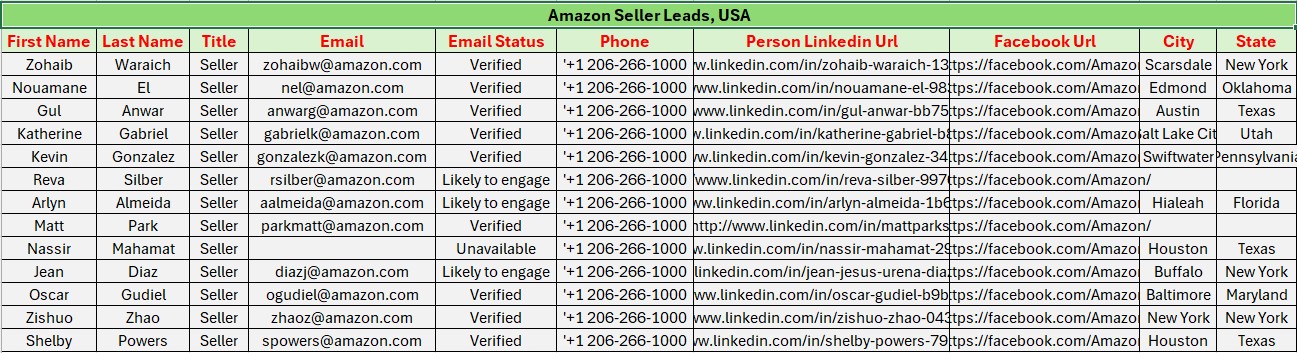 Amazon Seller Leads, USA
First Name Last Name Title Email Email Status Phone Person Linkedin Url Facebook Url City State
Zohaib Waraich Seller zohaibw@amazon.com Verified '+1 206-266-1000 w.linkedin.com/in/zohaib-waraich-13 ttps://facebook.com/Amazo Scarsdale New York
Nouamane El Seller nel@amazon.com Verified '+1 206-266-1000 ww.linkedin.com/in/nouamane-el-98 ttps://facebook.com/Amazo Edmond Oklahoma
Gul Anwar Seller anwarg@amazon.com Verified '+1 206-266-1000 www.linkedin.com/in/gul-anwar-bb75 ttps://facebook.com/Amazo Austin Texas
Katherine Gabriel Seller gabrielk@amazon.com Verified '+1 206-266-1000 w.linkedin.com/in/katherine-gabriel-b ttps://facebook.com/Amazo alt Lake Cit Utah
Kevin Gonzalez Seller gonzalezk@amazon.com Verified '+1 206-266-1000 w.linkedin.com/in/kevin-gonzalez-34 ttps://facebook.com/Amazo Swiftwater Pennsylvania
Reva Silber Seller rsilber@amazon.com Likely to engage '+1 206-266-1000 www.linkedin.com/in/reva-silber-997 ttps://facebook.com/Amazon/
Arlyn Almeida Seller aalmeida@amazon.com Likely to engage '+1 206-266-1000 ww.linkedin.com/in/arlyn-almeida-1b6 ttps://facebook.com/Amazo Hialeah Florida
Matt Park Seller parkmatt@amazon.com Verified '+1 206-266-1000 http://www.linkedin.com/in/mattparks ttps://facebook.com/Amazon/
Nassir Mahamat Seller Unavailable '+1 206-266-1000 w.linkedin.com/in/nassir-mahamat-29 ttps://facebook.com/Amazo Houston Texas
Jean Diaz Seller diazj@amazon.com Likely to engage '+1 206-266-1000 linkedin.com/in/jean-jesus-urena-dia ttps://facebook.com/Amazo Buffalo New York
Oscar Gudiel Seller ogudiel@amazon.com Verified '+1 206-266-1000 ww.linkedin.com/in/oscar-gudiel-b9b ttps://facebook.com/Amazo Baltimore Maryland
Zishuo Zhao Seller zhaoz@amazon.com Verified '+1 206-266-1000 ww.linkedin.com/in/zishuo-zhao-043 ttps://facebook.com/Amazo New York New York
Shelby Powers Seller spowers@amazon.com Verified '+1 206-266-1000 w.linkedin.com/in/shelby-powers-79 ttps://facebook.com/Amazo Houston Texas